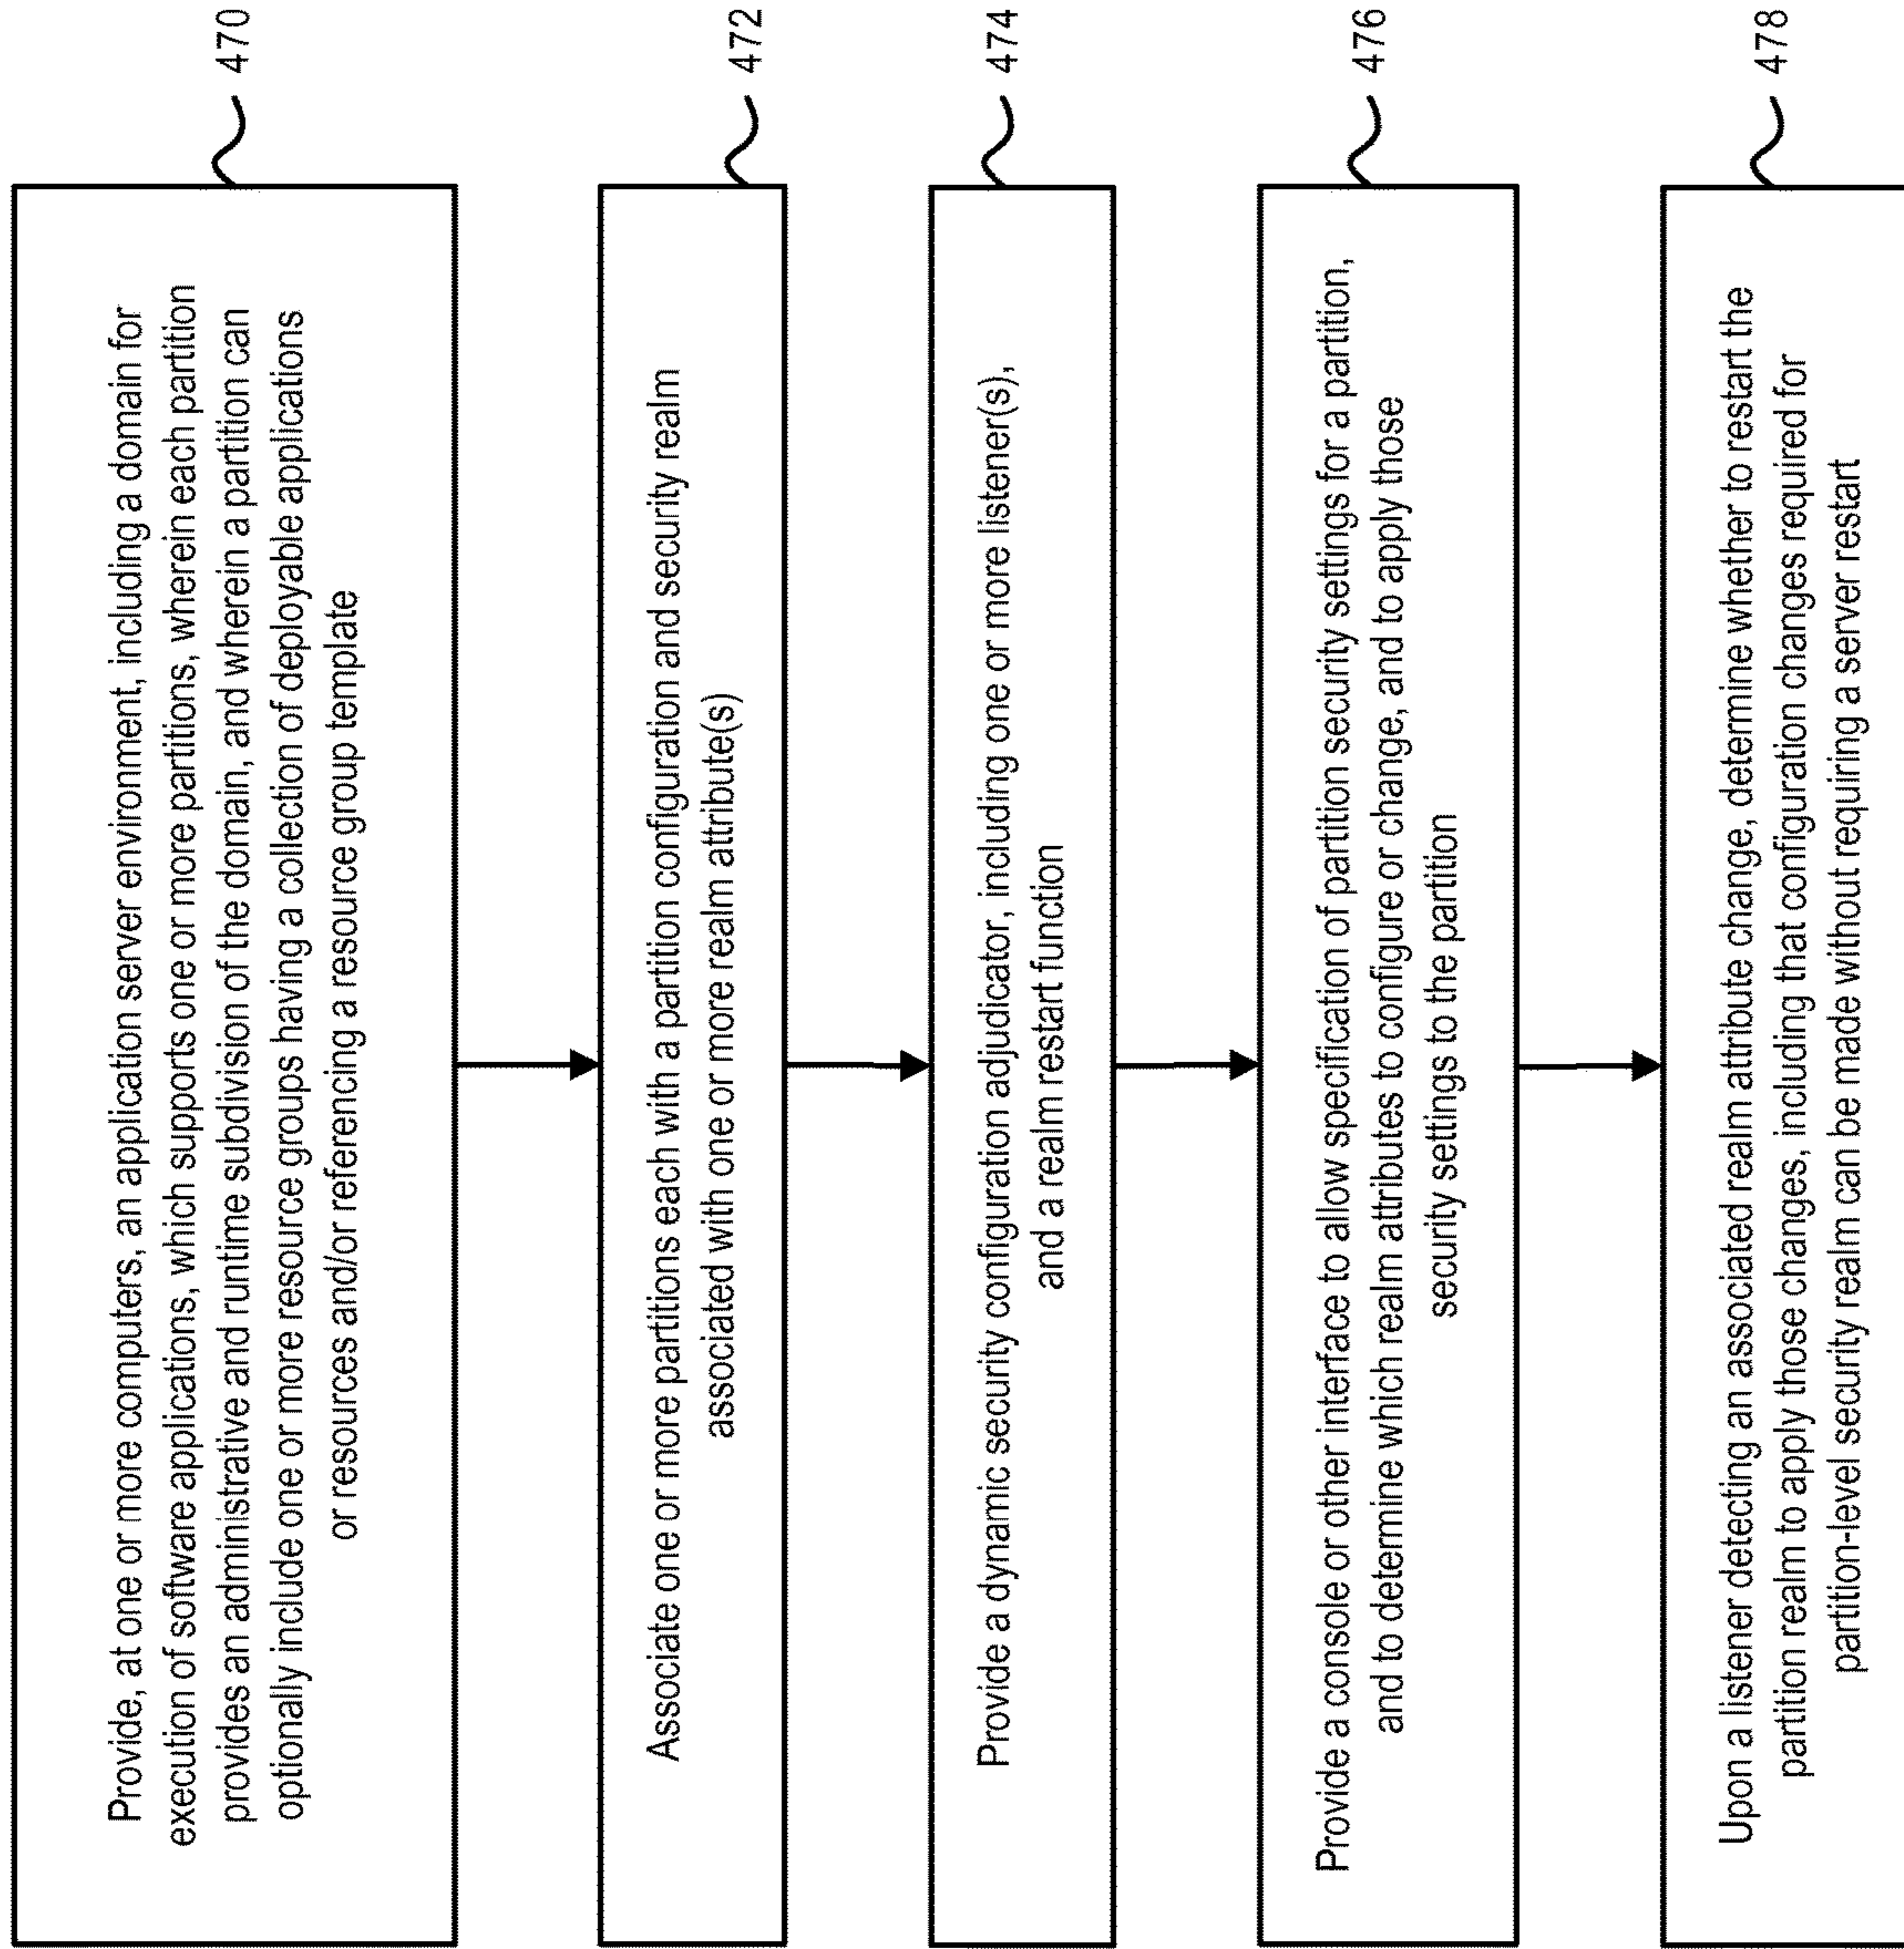 Provide, at one or more computers, an application server environment, including a domain for
execution of software applications, which supports one or more partitions, wherein each partition
provides an administrative and runtime subdivision of the domain, and wherein a partition can
optionally include one or more resource groups having a collection of deployable applications
or resources and/or referencing a resource group template
470
Associate one or more partitions each with a partition configuration and security realm
associated with one or more realm attribute(s)
472
Provide a dynamic security configuration adjudicator, including one or more listener(s),
and a realm restart function
474
Provide a console or other interface to allow specification of partition security settings for a partition,
and to determine which realm attributes to configure or change, and to apply those
security settings to the partition
476
Upon a listener detecting an associated realm attribute change, determine whether to restart the
partition realm to apply those changes, including that configuration changes required for
partition-level security realm can be made without requiring a server restart
478